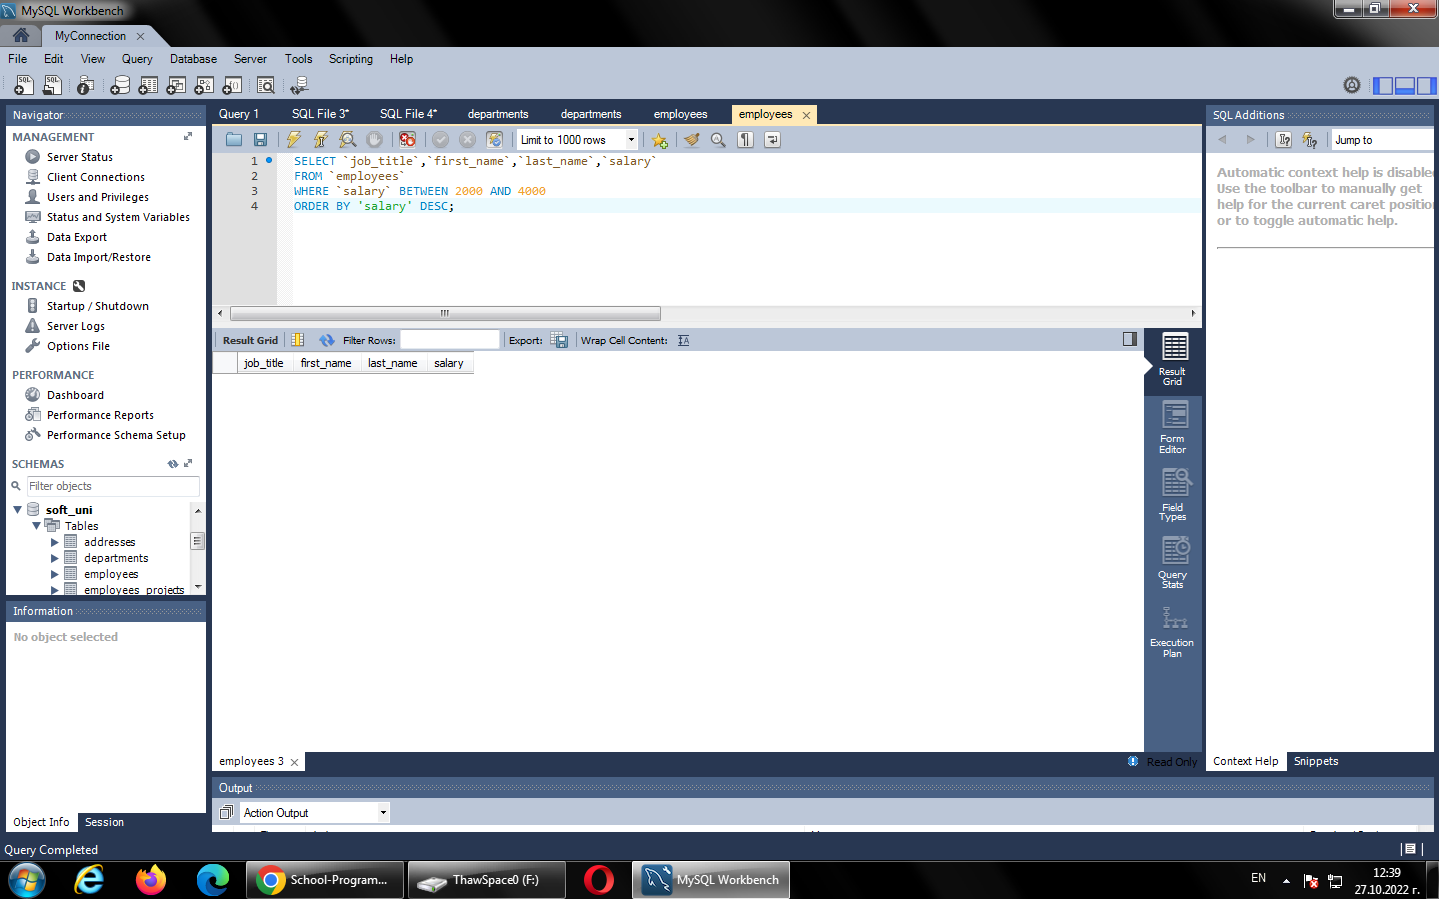 MySQL Workbench
MyConnection
File Edit View Query Database Server Tools Scripting Help
Navigator
MANAGEMENT
Server Status
Client Connections
Users and Privileges
Status and System Variables
Data Export
Data Import/Restore
INSTANCE
Startup / Shutdown
Server Logs
Options File
PERFORMANCE
Dashboard
Performance Reports
Performance Schema Setup
SCHEMAS
Filter objects
soft_uni
Tables
addresses
departments
employees
employees_projects
Information
No object selected
Object Info Session
Query 1 SQL File 3* SQL File 4* departments departments employees employees
Limit to 1000 rows
1 SELECT `job_title`,`first_name`,`last_name`,`salary`
2 FROM `employees`
3 WHERE `salary` BETWEEN 2000 AND 4000
4 ORDER BY 'salary' DESC;
Result Grid Filter Rows: Export: Wrap Cell Content:
job_title first_name last_name salary
Result
Grid
Form
Editor
Field
Types
Query
Stats
Execution
Plan
employees 3 Read Only
Output
Action Output
SQL Additions
Jump to
Automatic context help is disabled
Use the toolbar to manually get
help for the current caret position
or to toggle automatic help.
Context Help Snippets
Query Completed
School-Program... ThawSpace0 (F:) MySQL Workbench
EN
12:39
27.10.2022 г.